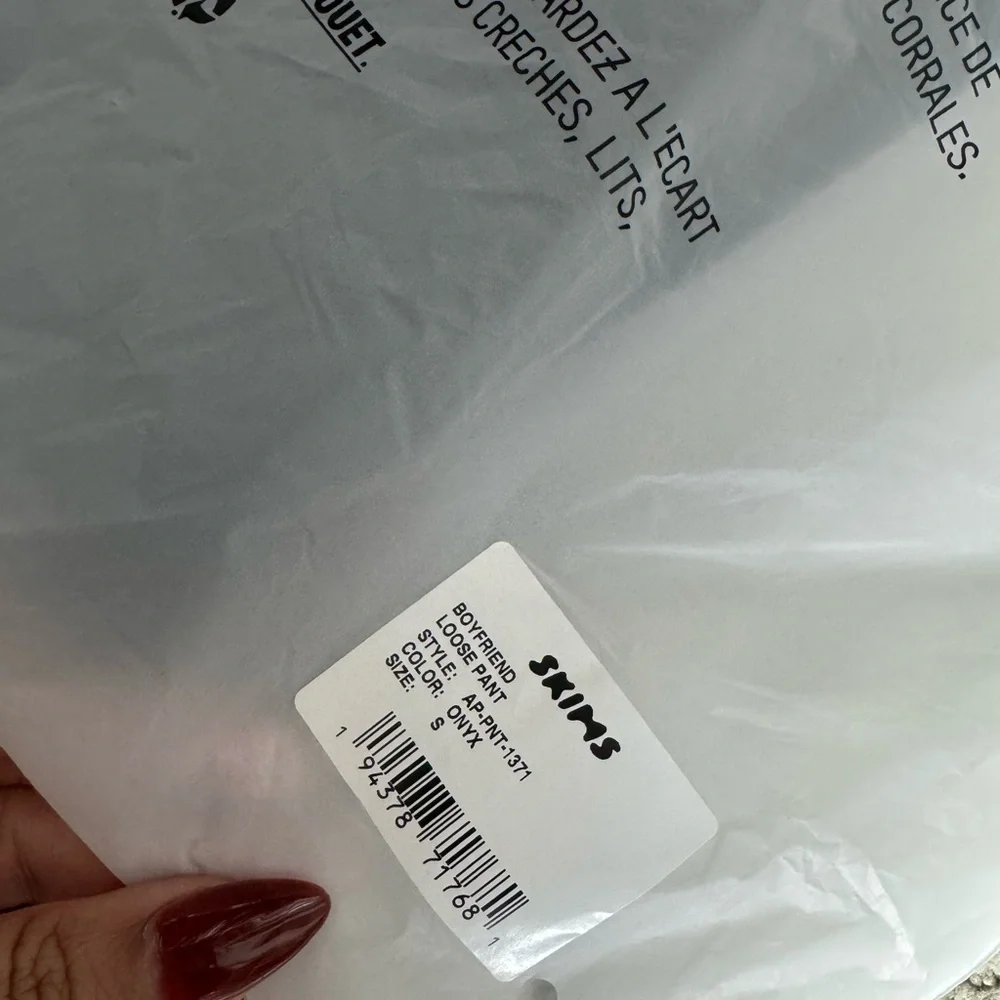 OUET.
ARDEZ A L'ECART
S CRECHES, LITS,
CE DE
CORRALES.
SKIMS
BOYFRIEND
LOOSE PANT
STYLE: AP-PNT-1371
COLOR: ONYX
SIZE: S
1 94378 71768 1